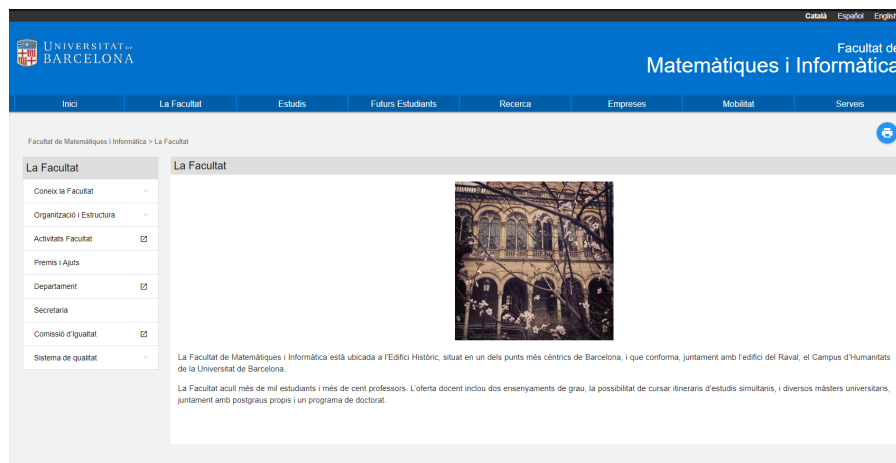 Català Español English
UNIVERSITAT DE
BARCELONA
Facultat de
Matemàtiques i Informàtica
Inici La Facultat Estudis Futurs Estudiants Recerca Empreses Mobilitat Serveis
Facultat de Matemàtiques i Informàtica > La Facultat
La Facultat
Coneix la Facultat
Organització i Estructura
Activitats Facultat
Premis i Ajuts
Departament
Secretaria
Comissió d'Igualtat
Sistema de qualitat
La Facultat
La Facultat de Matemàtiques i Informàtica està ubicada a l'Edifici Històric, situat en un dels punts més cèntrics de Barcelona, i que conforma, juntament amb l'edifici del Raval, el Campus d'Humanitats
de la Universitat de Barcelona.
La Facultat acull més de mil estudiants i més de cent professors. L'oferta docent inclou dos ensenyaments de grau, la possibilitat de cursar itineraris d'estudis simultanis, i diversos màsters universitaris,
juntament amb postgraus propis i un programa de doctorat.